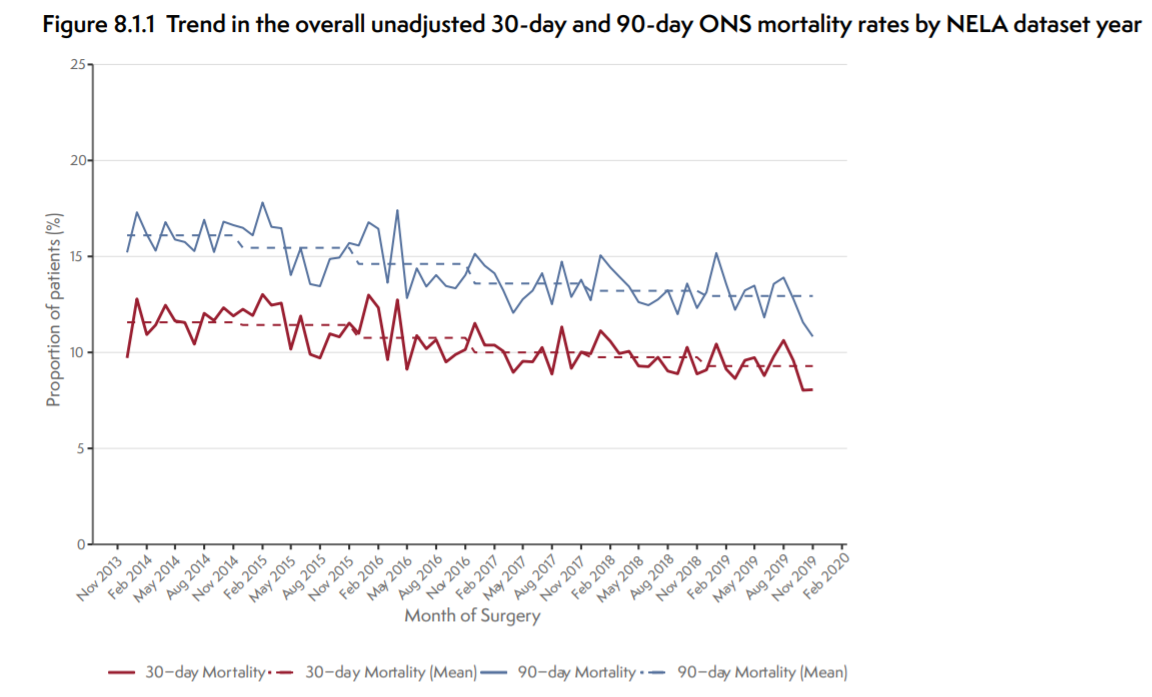 Figure 8.1.1 Trend in the overall unadjusted 30-day and 90-day ONS mortality rates by NELA dataset year
25
20
15
10
5
0
Proportion of patients (%)
Nov 2013
Feb 2014
May 2014
Aug 2014
Nov 2014
Feb 2015
May 2015
Aug 2015
Nov 2015
Feb 2016
May 2016
Aug 2016
Nov 2016
Feb 2017
May 2017
Aug 2017
Nov 2017
Feb 2018
May 2018
Aug 2018
Nov 2018
Feb 2019
May 2019
Aug 2019
Nov 2019
Feb 2020
Month of Surgery
30-day Mortality 30-day Mortality (Mean) 90-day Mortality 90-day Mortality (Mean)